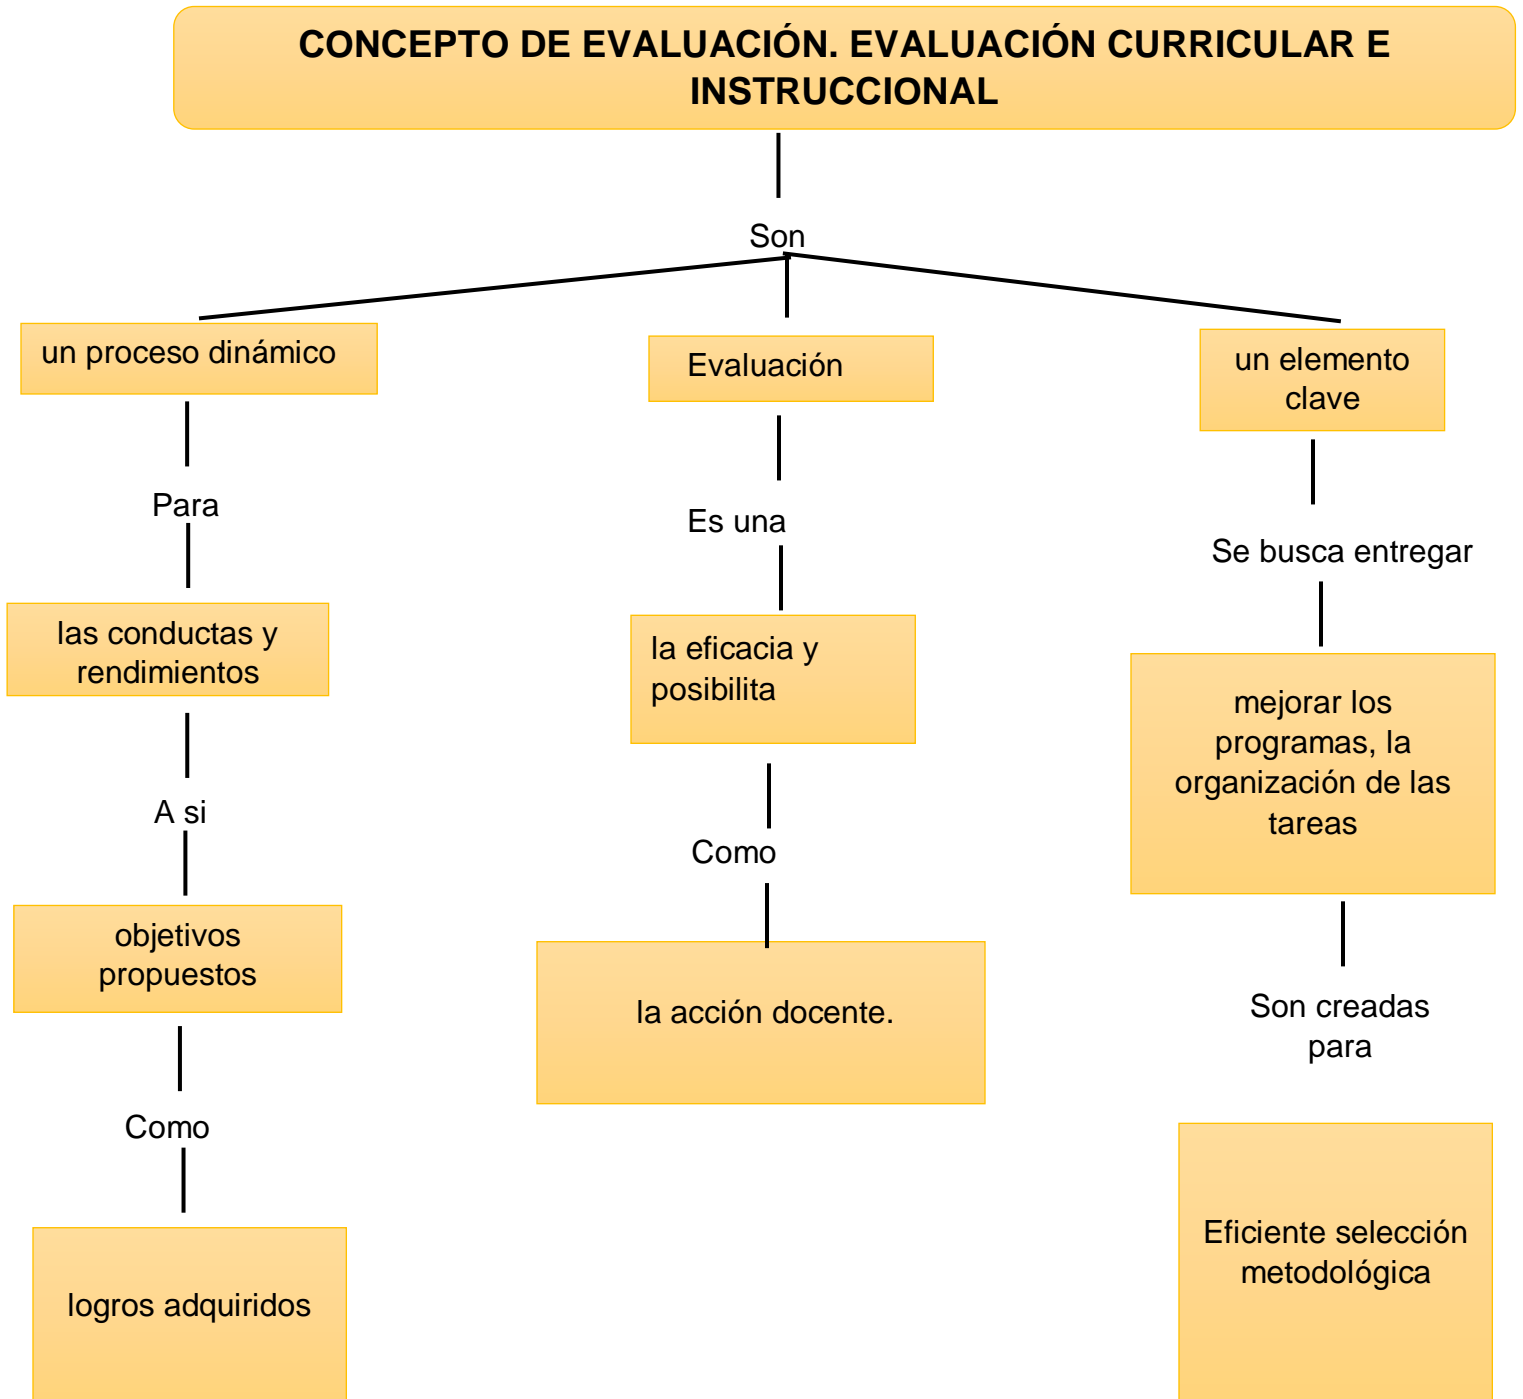 CONCEPTO DE EVALUACIÓN. EVALUACIÓN CURRICULAR E
INSTRUCCIONAL
Son
un proceso dinámico
Para
las conductas y
rendimientos
A si
objetivos
propuestos
Como
logros adquiridos
Evaluación
Es una
la eficacia y
posibilita
Como
la acción docente.
un elemento
clave
Se busca entregar
mejorar los
programas, la
organización de las
tareas
Son creadas
para
Eficiente selección
metodológica